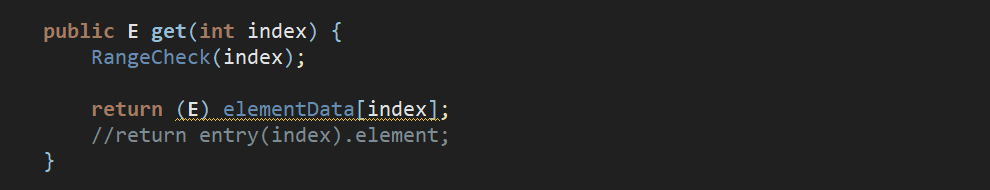 public E get(int index) {
RangeCheck(index);
return (E) elementData[index];
//return entry(index).element;
}